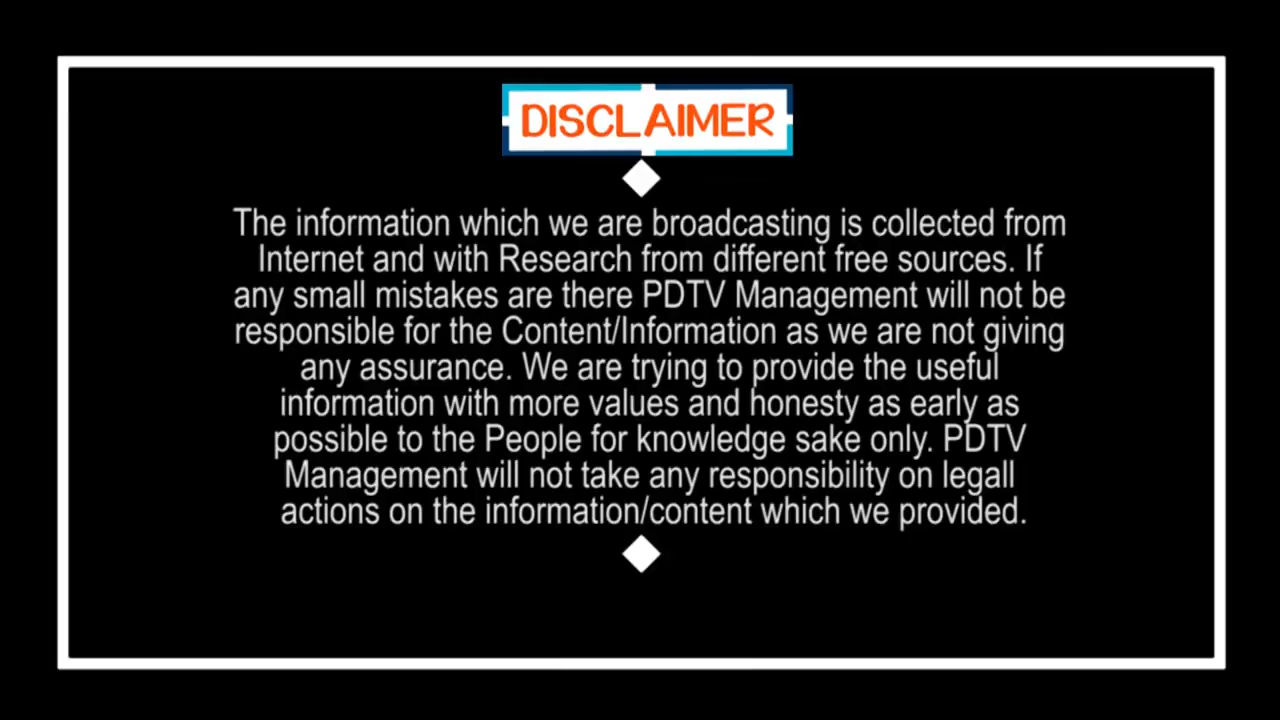 DISCLAIMER
The information which we are broadcasting is collected from
Internet and with Research from different free sources. If
any small mistakes are there PDTV Management will not be
responsible for the Content/Information as we are not giving
any assurance. We are trying to provide the useful
information with more values and honesty as early as
possible to the People for knowledge sake only. PDTV
Management will not take any responsibility on legall
actions on the information/content which we provided.